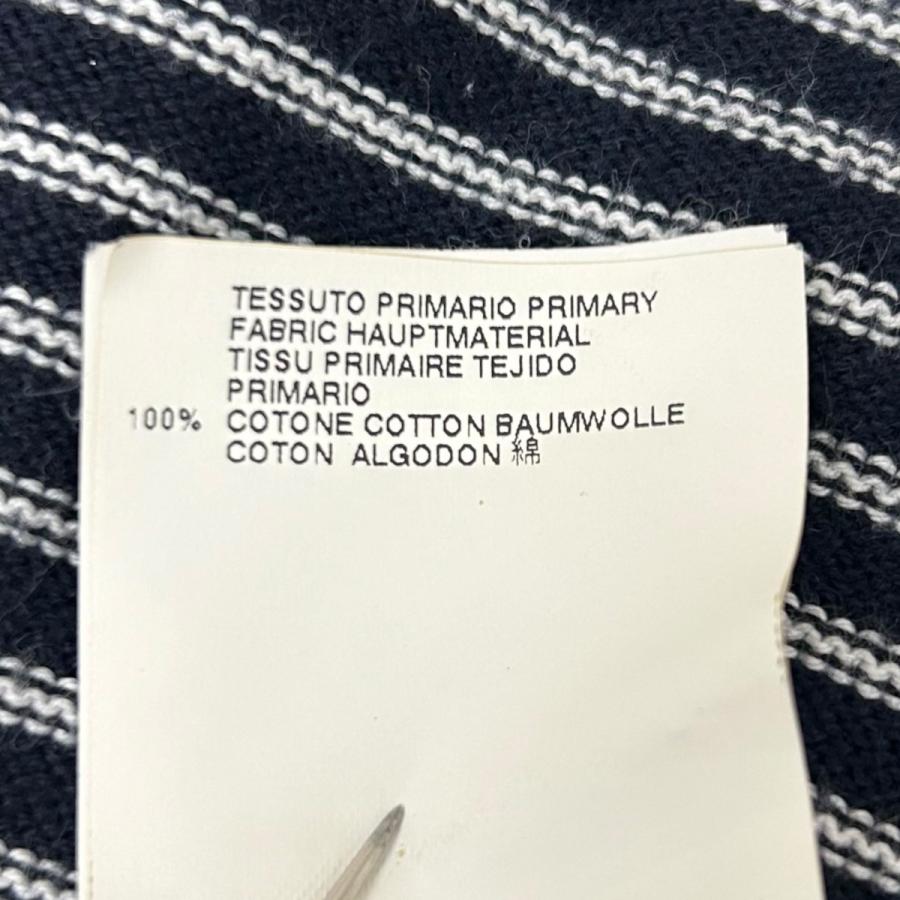 TESSUTO PRIMARIO PRIMARY
FABRIC HAUPTMATERIAL
TISSU PRIMAIRE TEJIDO
PRIMARIO
100% COTONE COTTON BAUMWOLLE
COTON ALGODON 綿